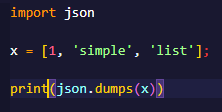 import json
x = [1, 'simple', 'list'];
print(json.dumps(x))